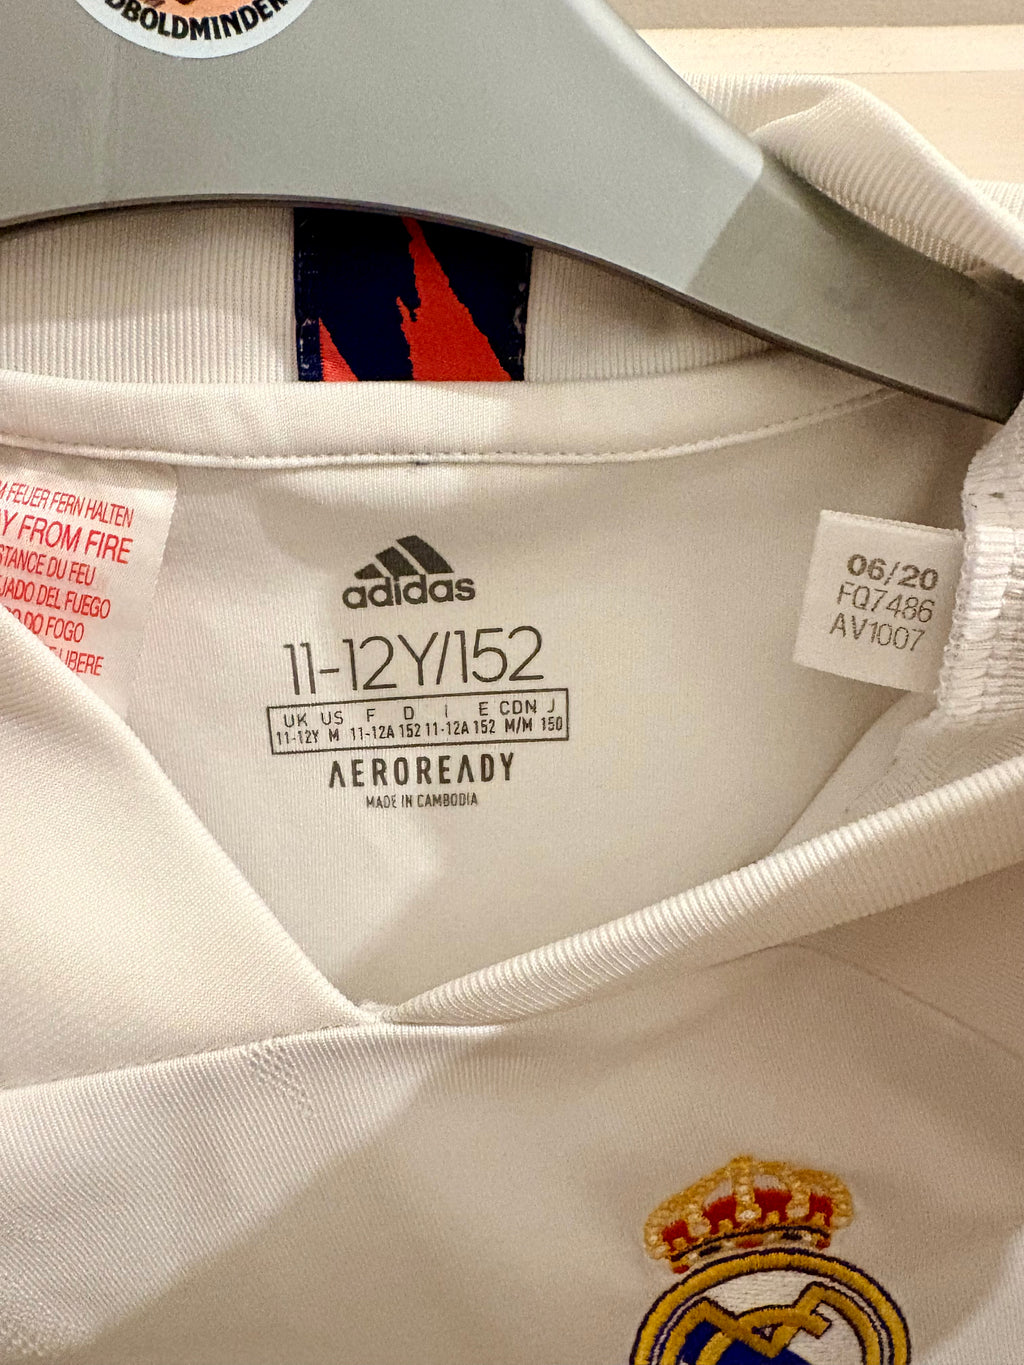 DBOLDMINDER
FEUER FERN HALTEN
Y FROM FIRE
STANCE DU FEU
JADO DEL FUEGO
DO FOGO
LIBERE
adidas
11-12Y/152
UK US F D I E CDN J
11-12Y M 11-12A 152 11-12A 152 M/M 150
AEROREADY
MADE IN CAMBODIA
06/20
FQ7486
AV1007